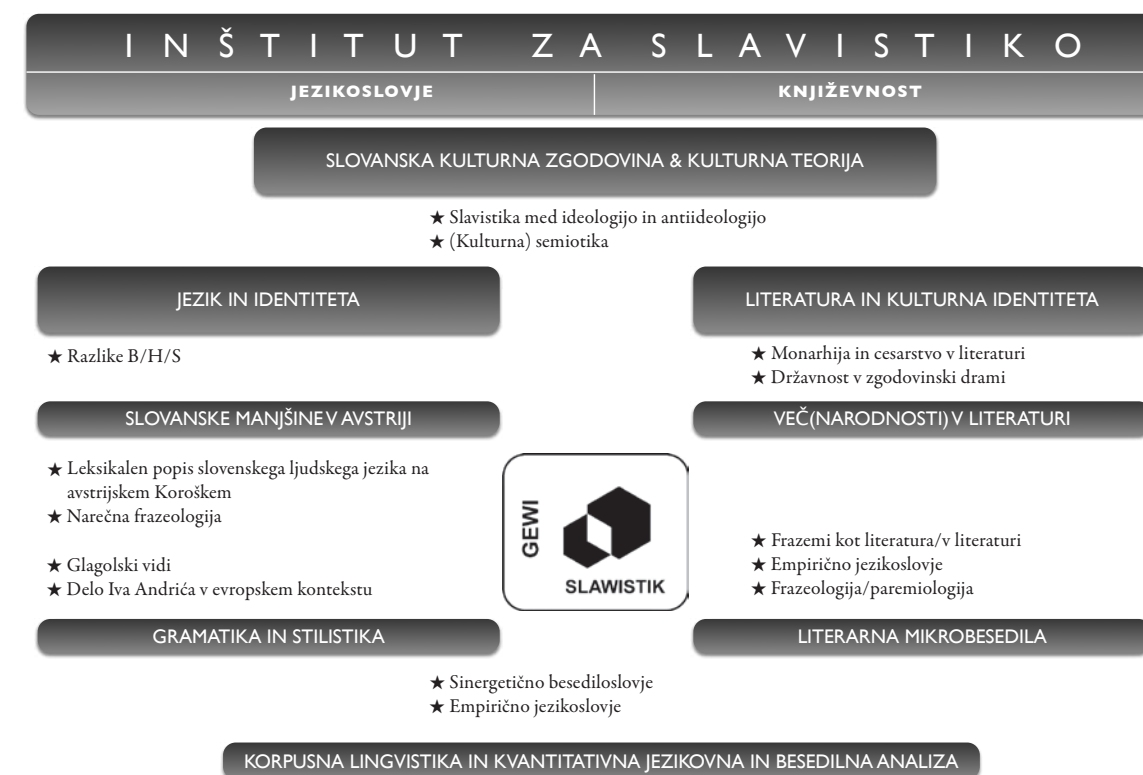 INŠTITUT ZA SLAVISTIKO
JEZIKOSLOVJE
KNJIŽEVNOST
SLOVANSKA KULTURNA ZGODOVINA & KULTURNA TEORIJA
★ Slavistika med ideologijo in antiideologijo
★ (Kulturna) semiotika
JEZIK IN IDENTITETA
★ Razlike B/H/S
LITERATURA IN KULTURNA IDENTITETA
★ Monarhija in cesarstvo v literaturi
★ Državnost v zgodovinski drami
SLOVANSKE MANJŠINE V AVSTRIJI
★ Leksikalen popis slovenskega ljudskega jezika na
avstrijskem Koroškem
★ Narečna frazeologija
★ Glagolski vidi
★ Delo Iva Andrića v evropskem kontekstu
GEWI
SLAWISTIK
VEČ(NARODNOSTI) V LITERATURI
★ Frazemi kot literatura/v literaturi
★ Empirično jezikoslovje
★ Frazeologija/paremiologija
GRAMATIKA IN STILISTIKA
LITERARNA MIKROBESEDILA
★ Sinergetično besediloslovje
★ Empirično jezikoslovje
KORPUSNA LINGVISTIKA IN KVANTITATIVNA JEZIKOVNA IN BESEDILNA ANALIZA